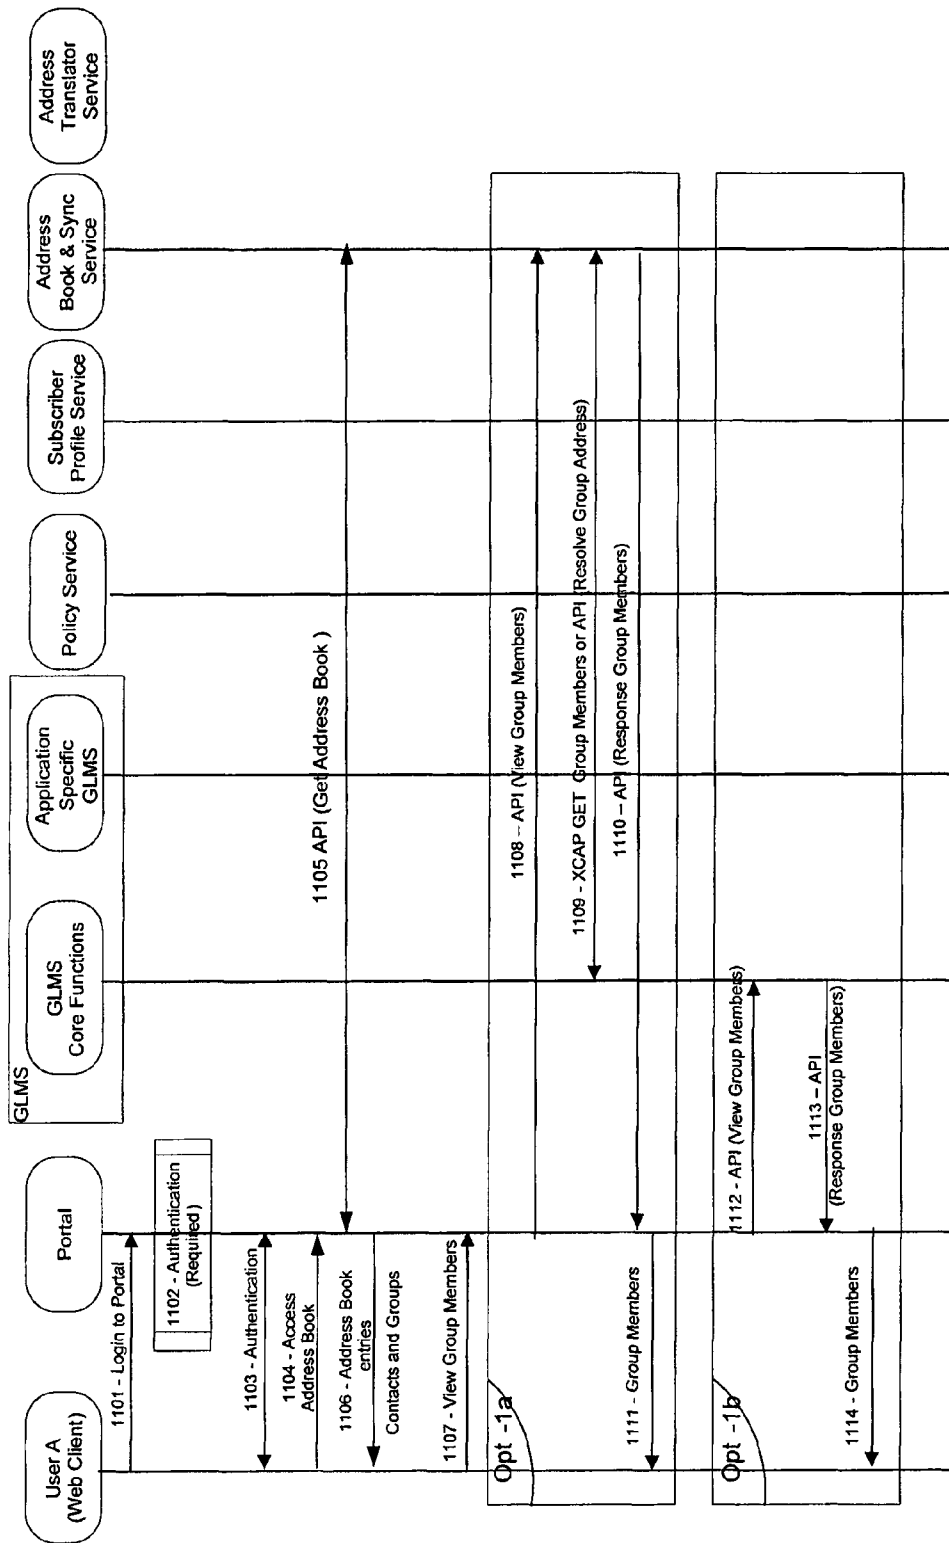 User A
(Web Client)
Portal
GLMS
GLMS
Core Functions
Application
Specific
GLMS
Policy Service
Subscriber
Profile Service
Address
Book & Sync
Service
Address
Translator
Service
1101 - Login to Portal
1102 - Authentication
(Required )
1103 - Authentication
1104 - Access
Address Book
1105 API (Get Address Book )
1106 - Address Book
entries
Contacts and Groups
1107 - View Group Members
Opt -1a
1108 – API (View Group Members)
1109 - XCAP GET Group Members or API (Resolve Group Address)
1110 – API (Response Group Members)
1111 - Group Members
Opt -1b
1112 - API (View Group Members)
1113 – API
(Response Group Members)
1114 - Group Members